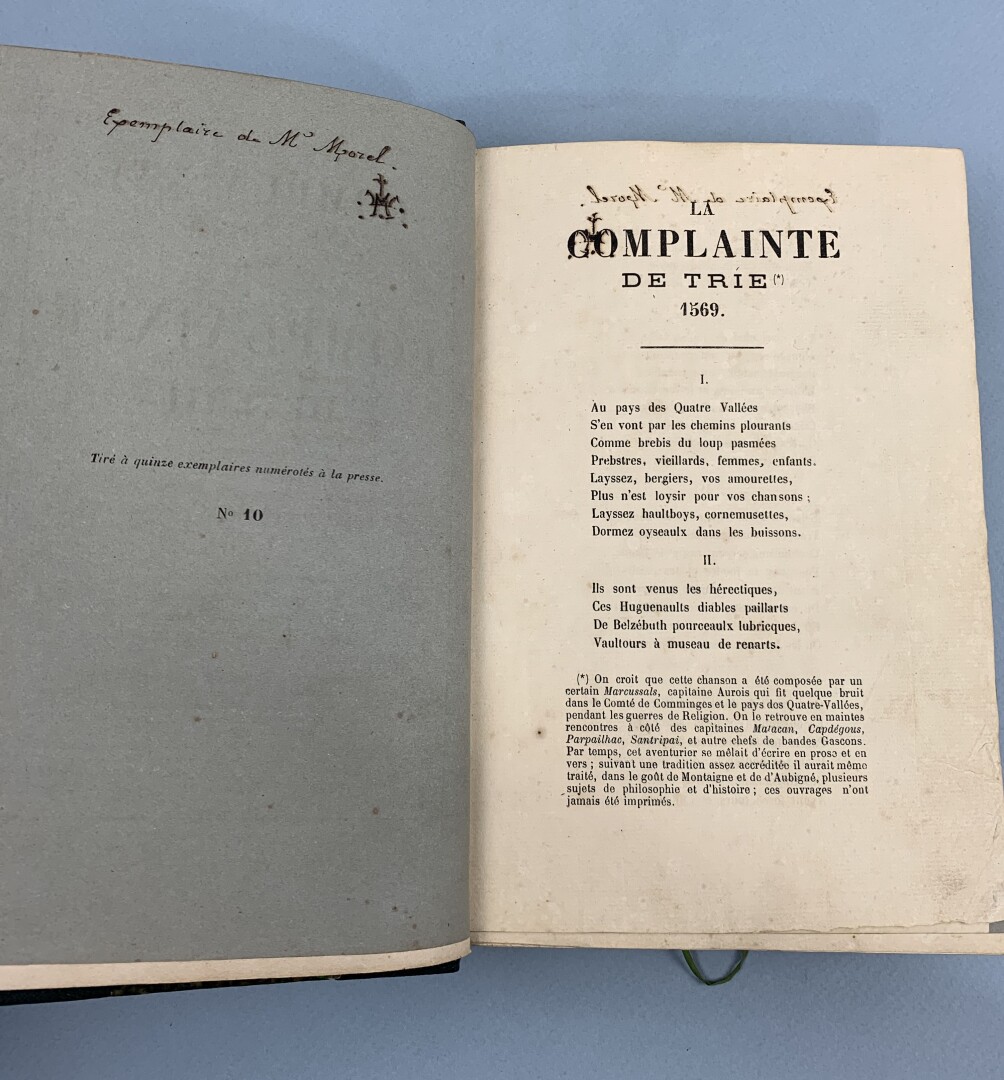 Exemplaire de Mr Morel.
Tiré à quinze exemplaires numérotés à la presse.
No 10
LA
COMPLAINTE
DE TRÍE (*)
1569.
I.
Au pays des Quatre Vallées
S'en vont par les chemins plourants
Comme brebis du loup pasmées
Prebstres, vieillards, femmes, enfants.
Layssez, bergiers, vos amourettes,
Plus n'est loysir pour vos chansons ;
Layssez haultboys, cornemusettes,
Dormez oyseaulx dans les buissons.
II.
Ils sont venus les hérectiques,
Ces Huguenaults diables paillarts
De Belzébuth pourceaulx lubricques,
Vaultours à museau de renarts.
(*) On croit que cette chanson a été composée par un
certain Marcussals, capitaine Aurois qui fit quelque bruit
dans le Comté de Comminges et le pays dos Quatre-Vallées,
pendant les guerres de Religion. On le retrouve en maintes
rencontres à côté des capitaines Matacan, Capdégous,
Parpailhac, Santripai, et autre chefs de bandes Gascons.
Par temps, cet aventurier se mêlait d'écrire en prose et en
vers ; suivant une tradition assez accréditée il aurait même
traité, dans le goût de Montaigne et de d'Aubigné, plusieurs
sujets de philosophie et d'histoire ; ces ouvrages n'ont
jamais été imprimés.